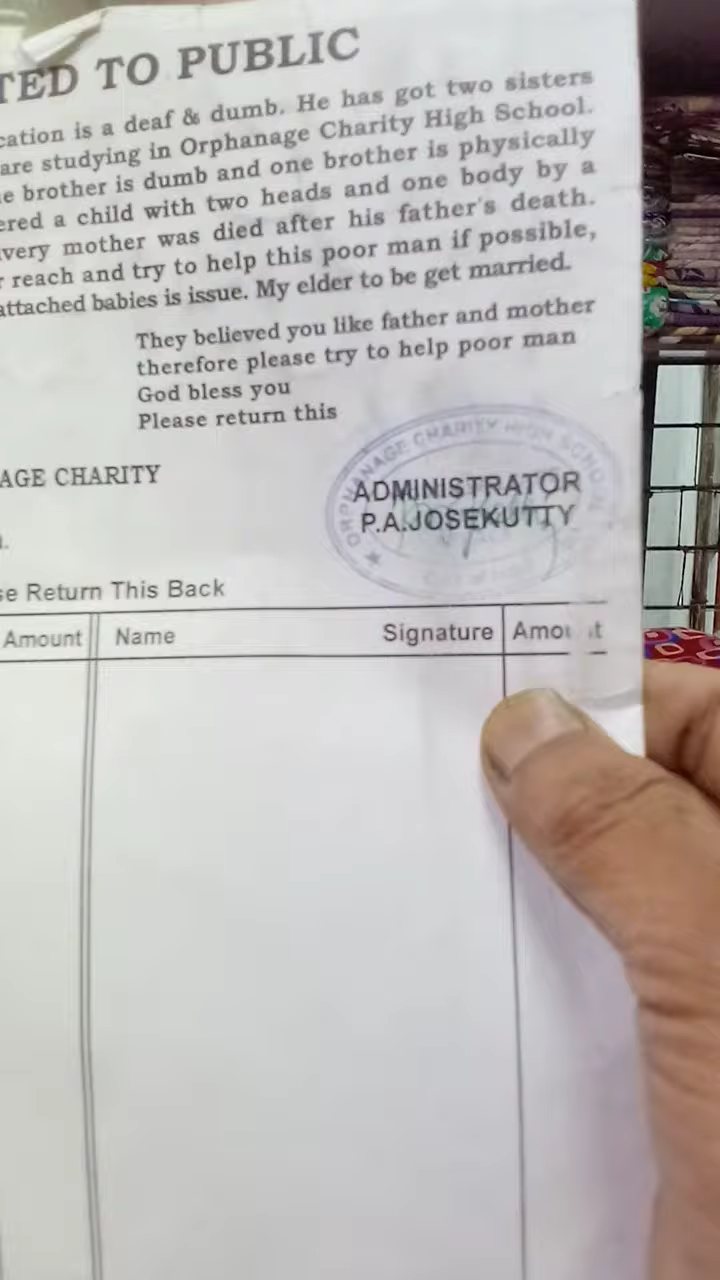 TED TO PUBLIC
cation is a deaf & dumb. He has got two sisters
are studying in Orphanage Charity High School.
e brother is dumb and one brother is physically
ered a child with two heads and one body by a
very mother was died after his father's death.
r reach and try to help this poor man if possible,
attached babies is issue. My elder to be get married.
They believed you like father and mother
therefore please try to help poor man
God bless you
Please return this
ORPHANAGE CHARITY HIGH SCHOOL
AGE CHARITY
ADMINISTRATOR
P.A.JOSEKUTTY
se Return This Back
Amount Name Signature Amou t